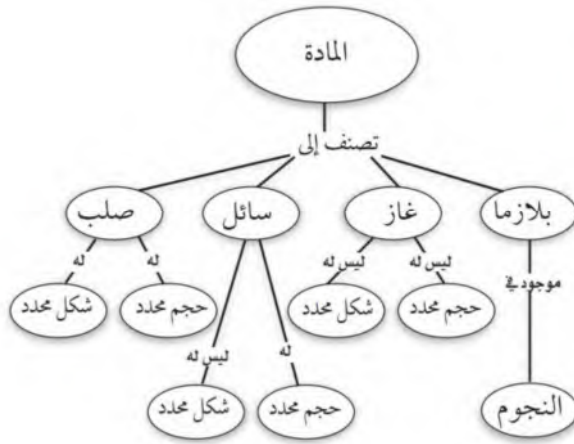 المادة
تصنف إلى
صلب سائل غاز بلازما
له له ليس له ليس له موجود في
شكل محدد حجم محدد شكل محدد حجم محدد
ليس له له
شكل محدد حجم محدد النجوم